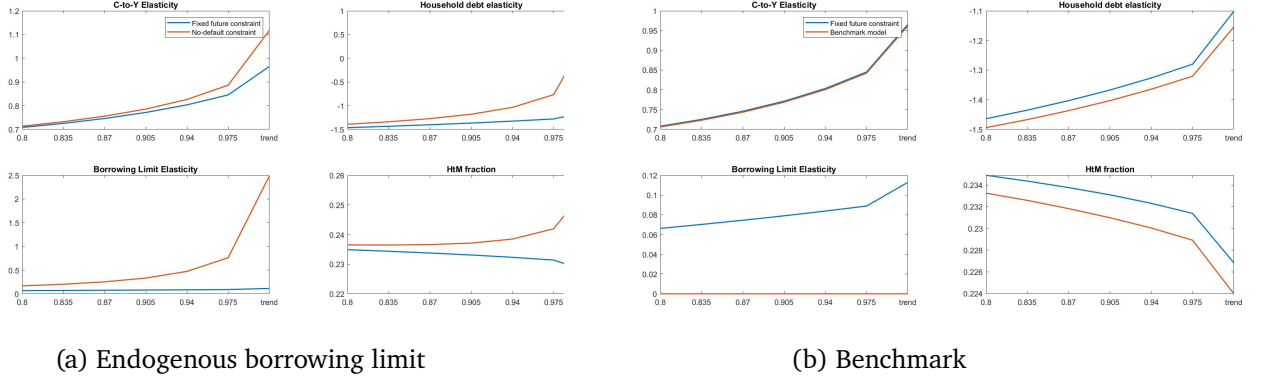 C-to-Y Elasticity
1.2
1.1
1
0.9
0.8
0.7
0.8 0.835 0.87 0.905 0.94 0.975 trend
Fixed future constraint
No-default constraint
Household debt elasticity
1
0.5
0
-0.5
-1
-1.5
0.8 0.835 0.87 0.905 0.94 0.975
Borrowing Limit Elasticity
2.5
2
1.5
1
0.5
0
0.8 0.835 0.87 0.905 0.94 0.975 trend
HtM fraction
0.26
0.25
0.24
0.23
0.22
0.8 0.835 0.87 0.905 0.94 0.975
(a) Endogenous borrowing limit
C-to-Y Elasticity
1
0.95
0.9
0.85
0.8
0.75
0.7
0.8 0.835 0.87 0.905 0.94 0.975 trend
Fixed future constraint
Benchmark model
Household debt elasticity
-1.1
-1.2
-1.3
-1.4
-1.5
0.8 0.835 0.87 0.905 0.94 0.975 trend
Borrowing Limit Elasticity
0.12
0.1
0.08
0.06
0.04
0.02
0
0.8 0.835 0.87 0.905 0.94 0.975 trend
HtM fraction
0.234
0.232
0.23
0.228
0.226
0.224
0.8 0.835 0.87 0.905 0.94 0.975 trend
(b) Benchmark